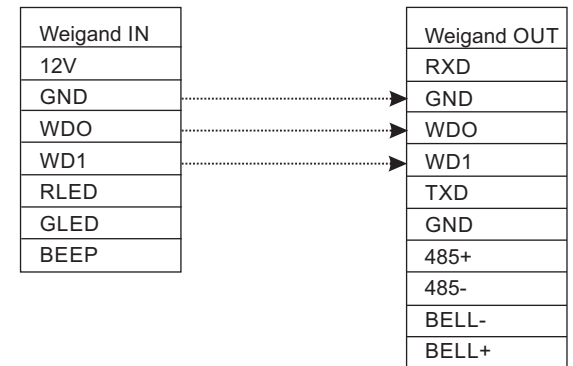 Weigand IN
12V
GND
WDO
WD1
RLED
GLED
BEEP
Weigand OUT
RXD
GND
WDO
WD1
TXD
GND
485+
485-
BELL-
BELL+